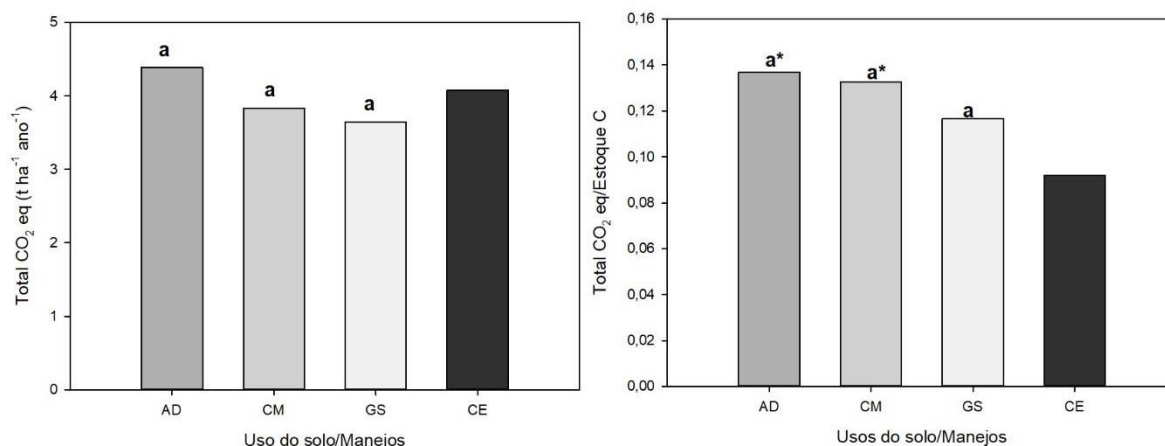 Total CO2 eq (t ha-1 ano-1)
5
4
3
2
1
0
a
a
a
AD CM GS CE
Uso do solo/Manejos
Total CO2 eq/Estoque C
0,16
0,14
0,12
0,10
0,08
0,06
0,04
0,02
0,00
a*
a*
a
AD CM GS CE
Usos do solo/Manejos